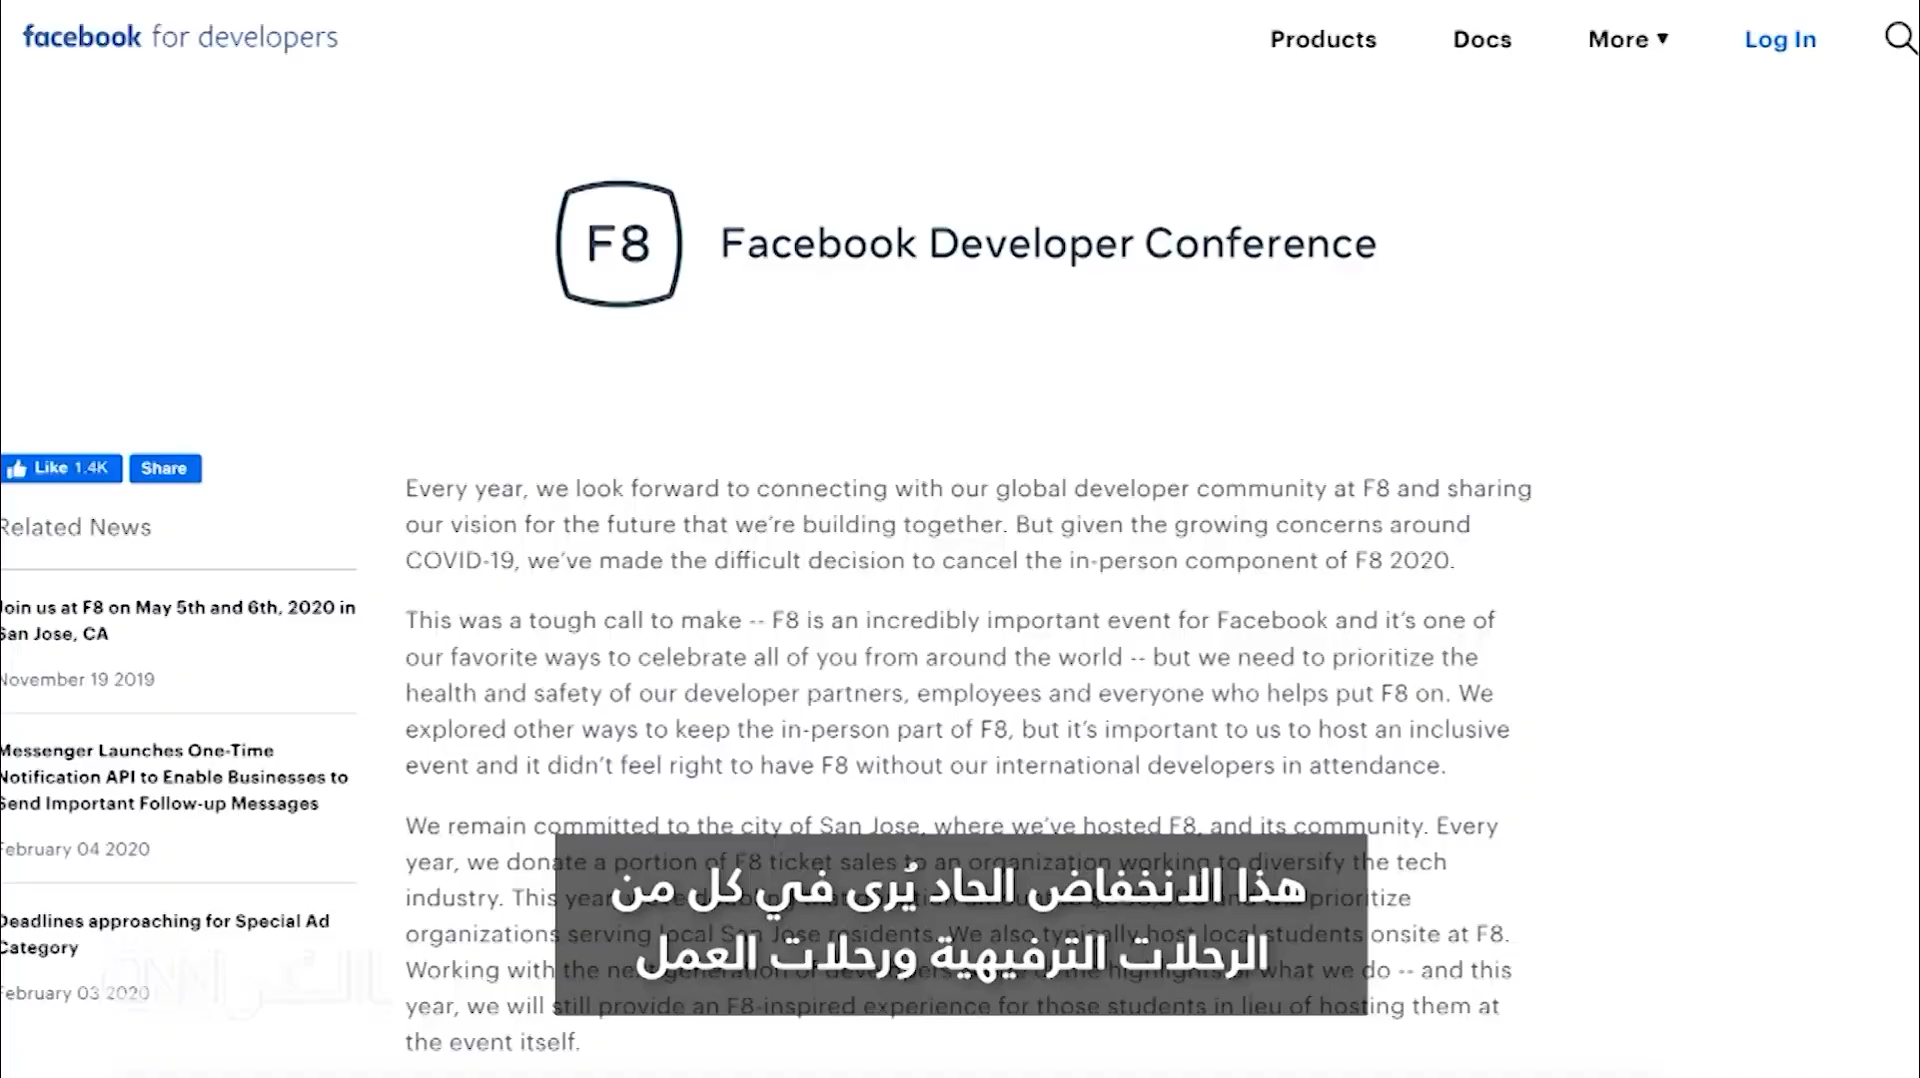 facebook for developers
Products
Docs
More ▼
Log In
F8
Facebook Developer Conference
Like 1.4K
Share
Related News
Join us at F8 on May 5th and 6th, 2020 in
San Jose, CA
November 19 2019
Messenger Launches One-Time
Notification API to Enable Businesses to
Send Important Follow-up Messages
February 04 2020
Deadlines approaching for Special Ad
Category
February 03 2020
Every year, we look forward to connecting with our global developer community at F8 and sharing
our vision for the future that we’re building together. But given the growing concerns around
COVID-19, we’ve made the difficult decision to cancel the in-person component of F8 2020.
This was a tough call to make -- F8 is an incredibly important event for Facebook and it’s one of
our favorite ways to celebrate all of you from around the world -- but we need to prioritize the
health and safety of our developer partners, employees and everyone who helps put F8 on. We
explored other ways to keep the in-person part of F8, but it’s important to us to host an inclusive
event and it didn’t feel right to have F8 without our international developers in attendance.
We remain committed to the city of San Jose, where we’ve hosted F8, and its community. Every
year, we donate a portion of F8 ticket sales to an organization working to diversify the tech
industry. This year prioritize
organizations serving local San Jose residents. We also typically host local students onsite at F8.
Working with the next generation of developers what we do -- and this
year, we will still provide an F8-inspired experience for those students in lieu of hosting them at
the event itself.
هذا الانخفاض الحاد يُرى في كل من
الرحلات الترفيهية ورحلات العمل
CNN بالعربية